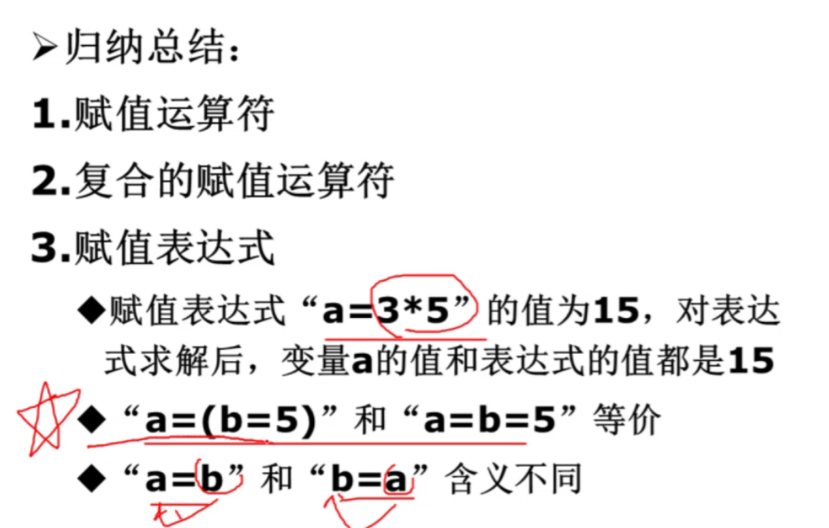 ➢归纳总结：
1.赋值运算符
2.复合的赋值运算符
3.赋值表达式
◆赋值表达式“a=3*5”的值为15，对表达
式求解后，变量a的值和表达式的值都是15
◆“a=(b=5)”和“a=b=5”等价
◆“a=b”和“b=a”含义不同